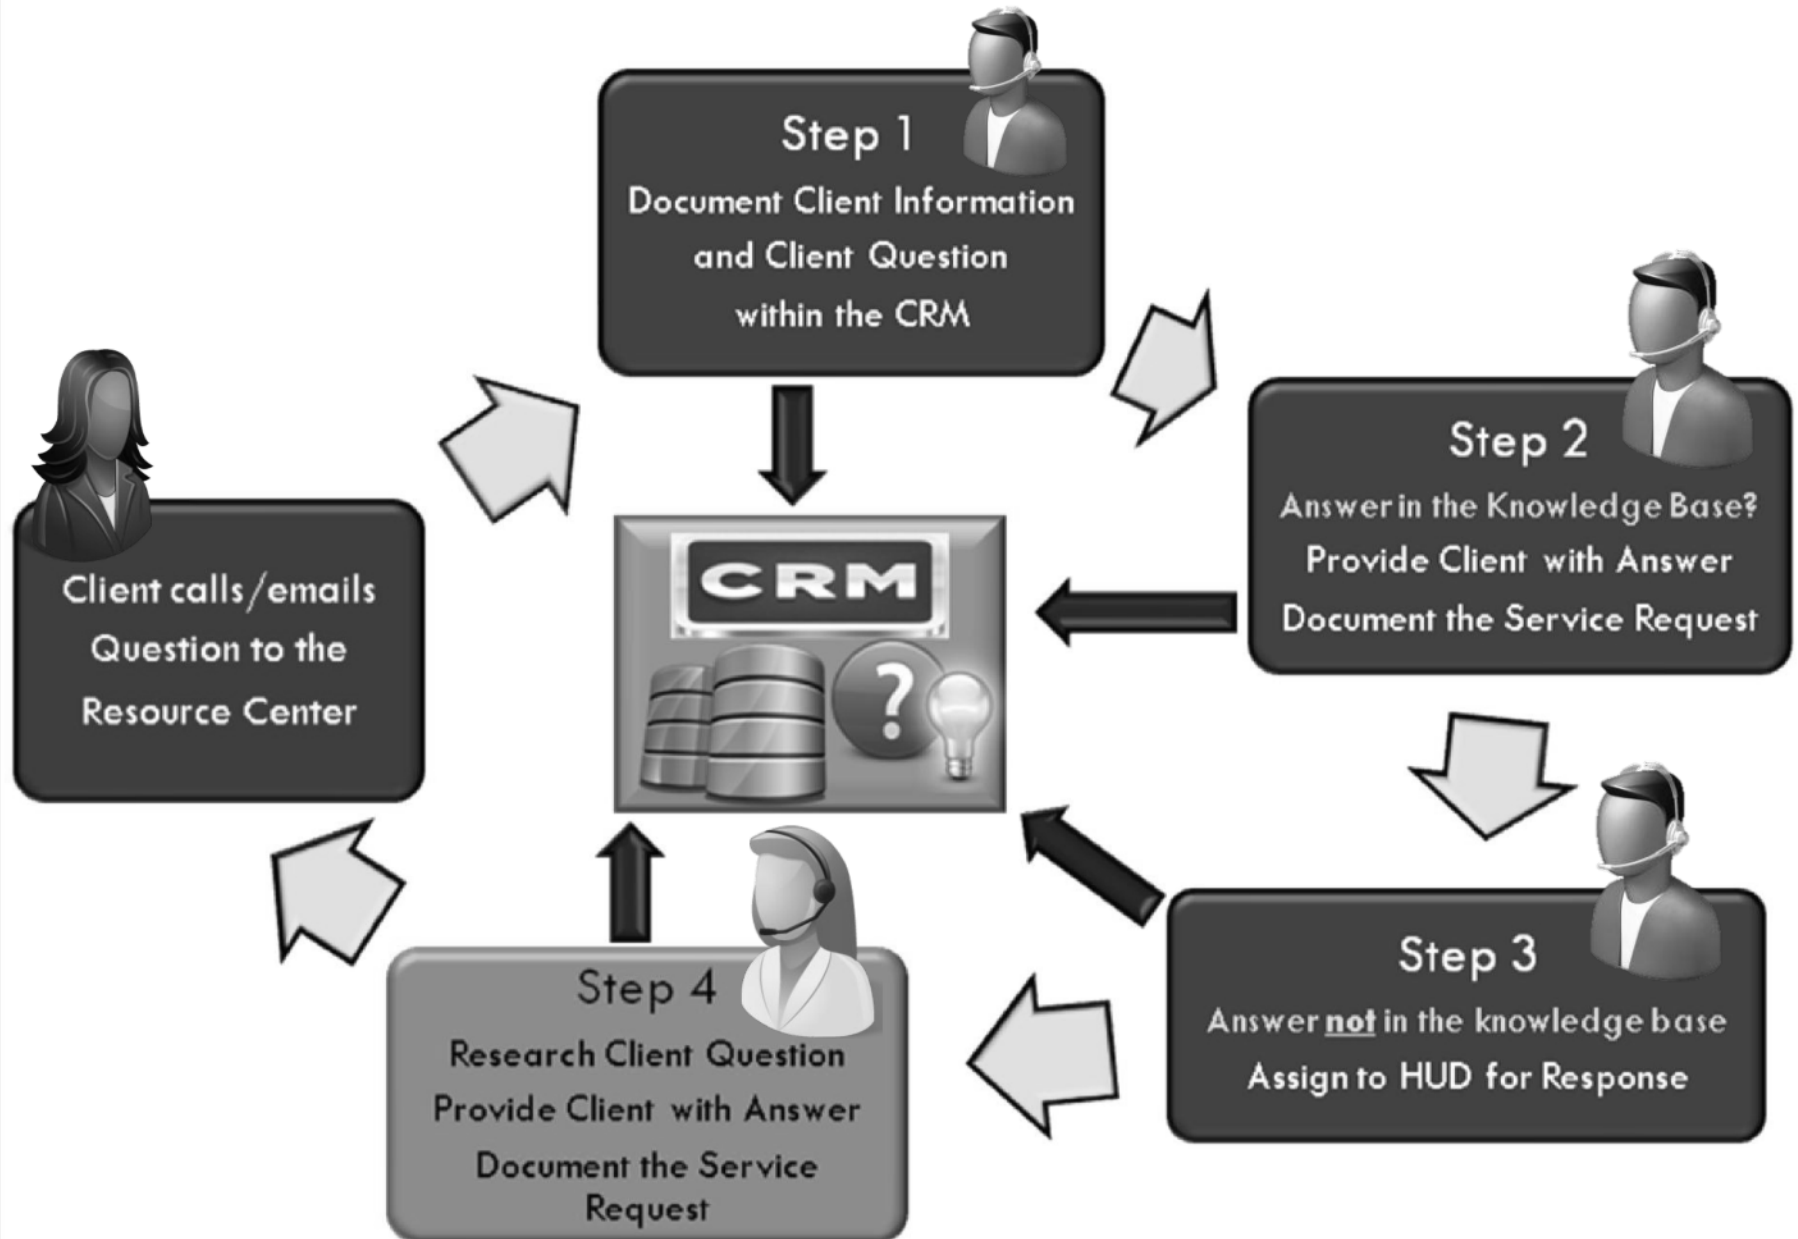 Client calls/emails
Question to the
Resource Center
Step 1
Document Client Information
and Client Question
within the CRM
Step 2
Answer in the Knowledge Base?
Provide Client with Answer
Document the Service Request
CRM
?
Step 3
Answer not in the knowledge base
Assign to HUD for Response
Step 4
Research Client Question
Provide Client with Answer
Document the Service
Request